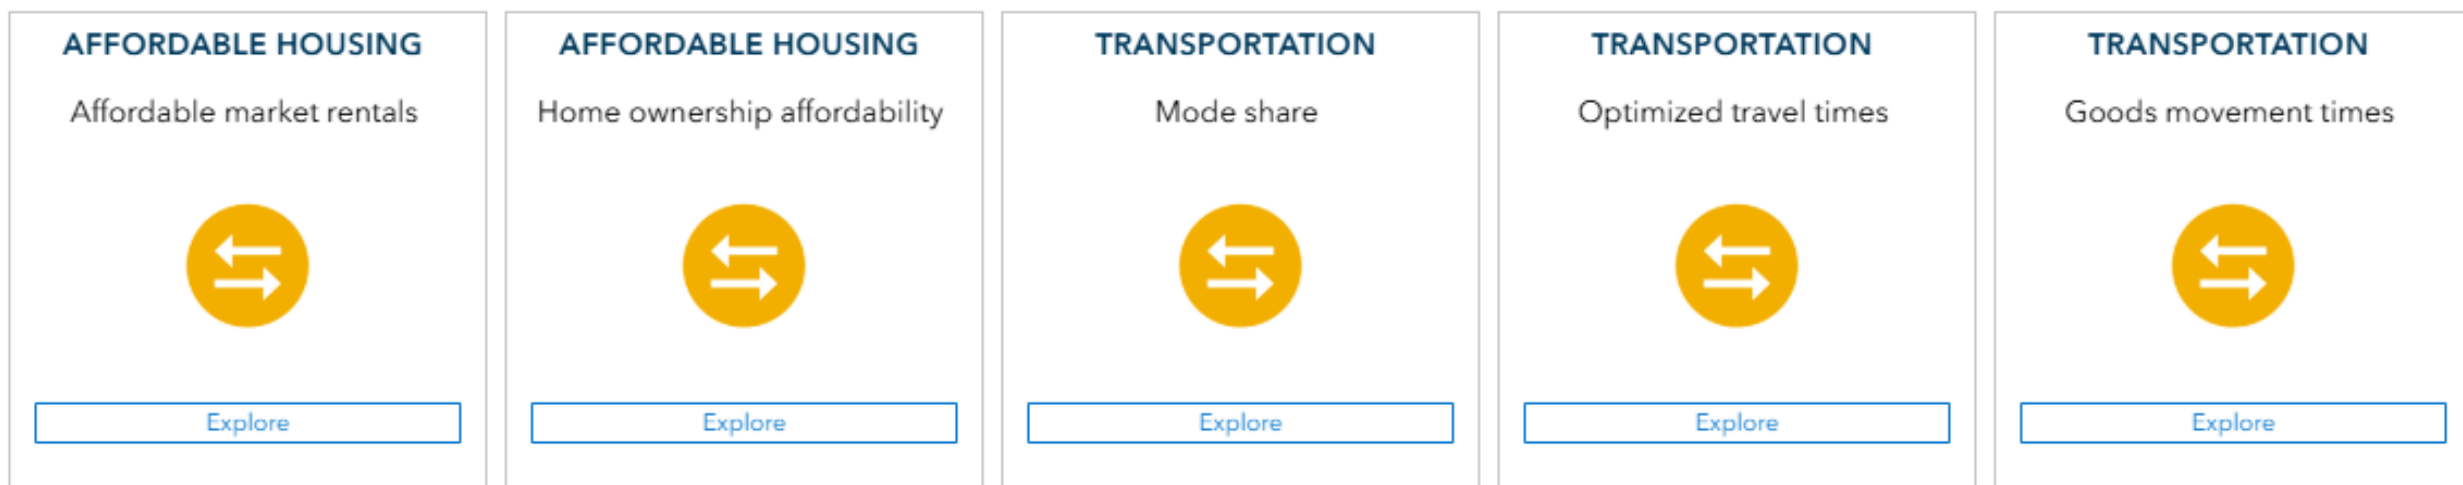 AFFORDABLE HOUSING
Affordable market rentals
Explore
AFFORDABLE HOUSING
Home ownership affordability
Explore
TRANSPORTATION
Mode share
Explore
TRANSPORTATION
Optimized travel times
Explore
TRANSPORTATION
Goods movement times
Explore